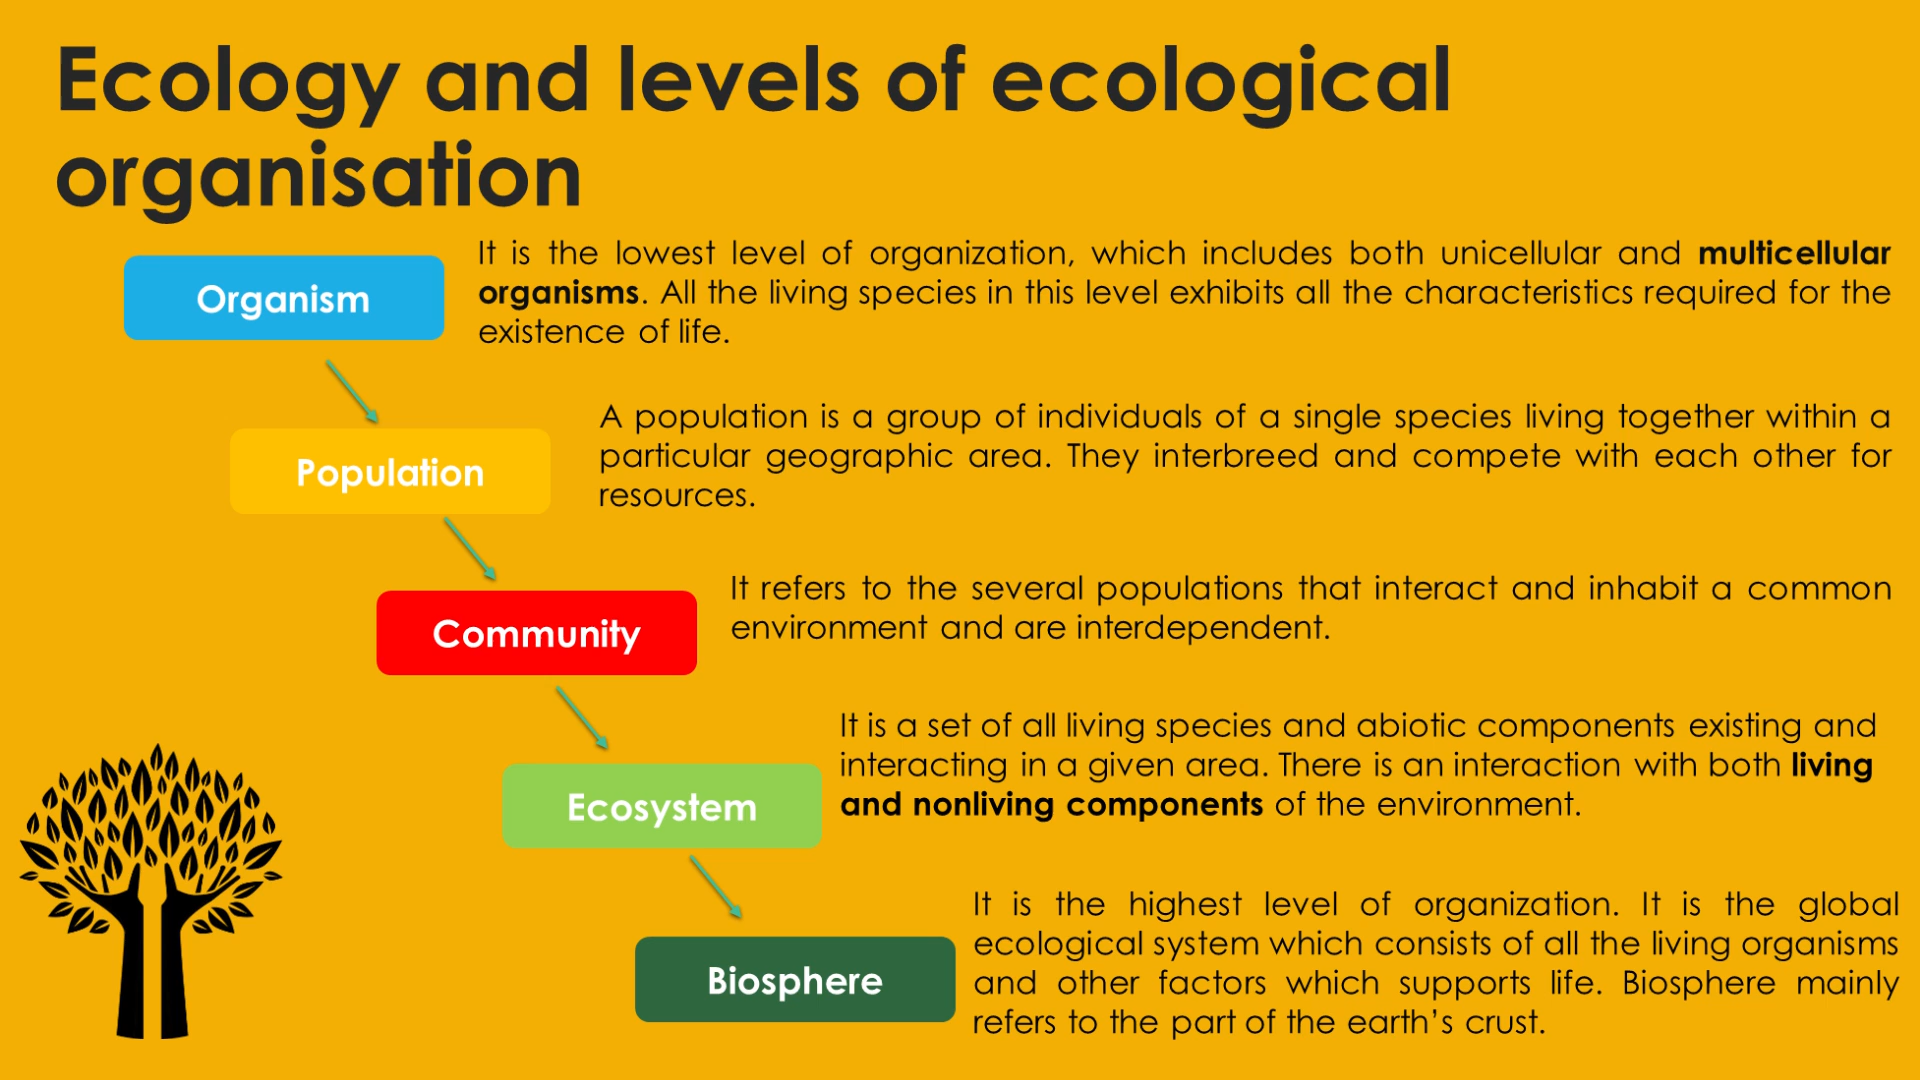 Ecology and levels of ecological
organisation
Organism
It is the lowest level of organization, which includes both unicellular and multicellular
organisms. All the living species in this level exhibits all the characteristics required for the
existence of life.
Population
A population is a group of individuals of a single species living together within a
particular geographic area. They interbreed and compete with each other for
resources.
Community
It refers to the several populations that interact and inhabit a common
environment and are interdependent.
Ecosystem
It is a set of all living species and abiotic components existing and
interacting in a given area. There is an interaction with both living
and nonliving components of the environment.
Biosphere
It is the highest level of organization. It is the global
ecological system which consists of all the living organisms
and other factors which supports life. Biosphere mainly
refers to the part of the earth’s crust.